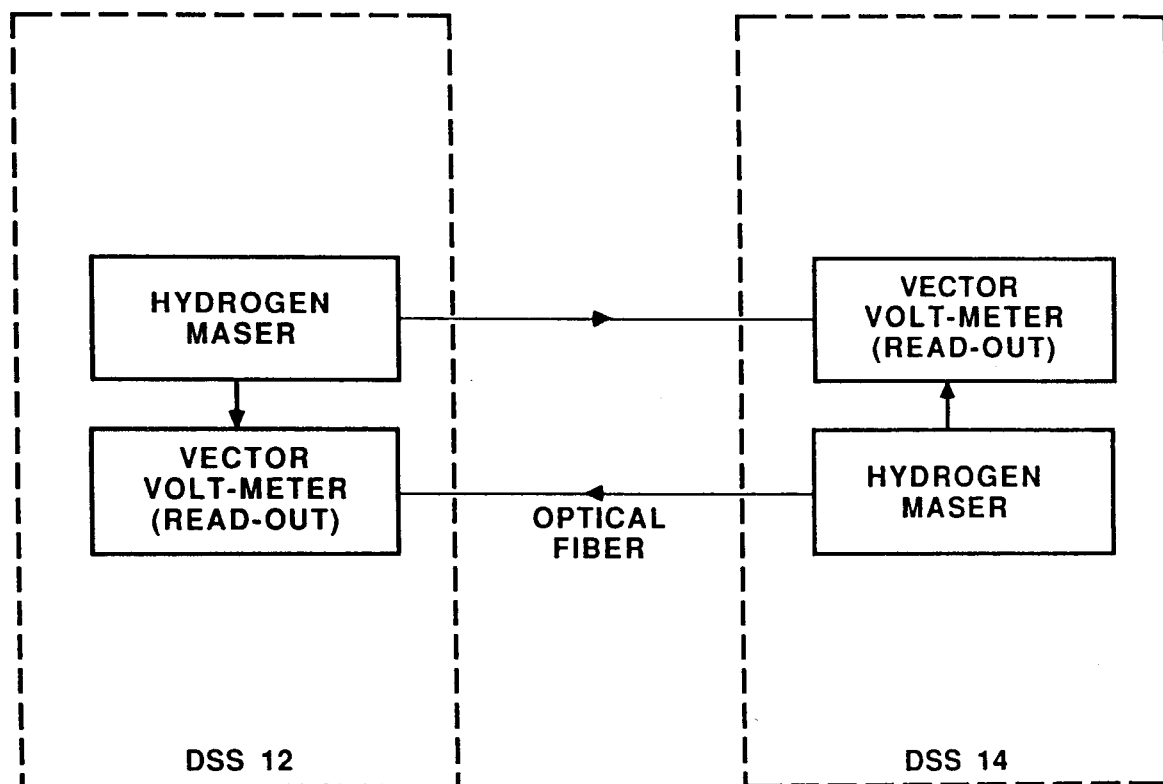 HYDROGEN
MASER
VECTOR
VOLT-METER
(READ-OUT)
VECTOR
VOLT-METER
(READ-OUT)
HYDROGEN
MASER
OPTICAL
FIBER
DSS 12
DSS 14